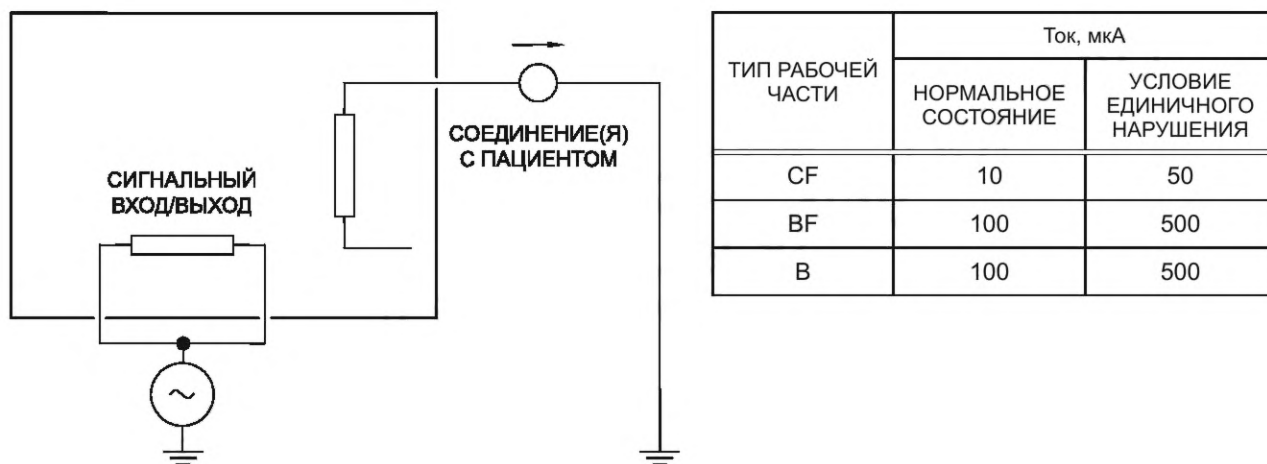 СИГНАЛЬНЫЙ
ВХОД/ВЫХОД
СОЕДИНЕНИЕ(Я)
С ПАЦИЕНТОМ
ТИП РАБОЧЕЙ
ЧАСТИ
Ток, мкА
НОРМАЛЬНОЕ
СОСТОЯНИЕ
УСЛОВИЕ
ЕДИНИЧНОГО
НАРУШЕНИЯ
CF 10 50
BF 100 500
B 100 500